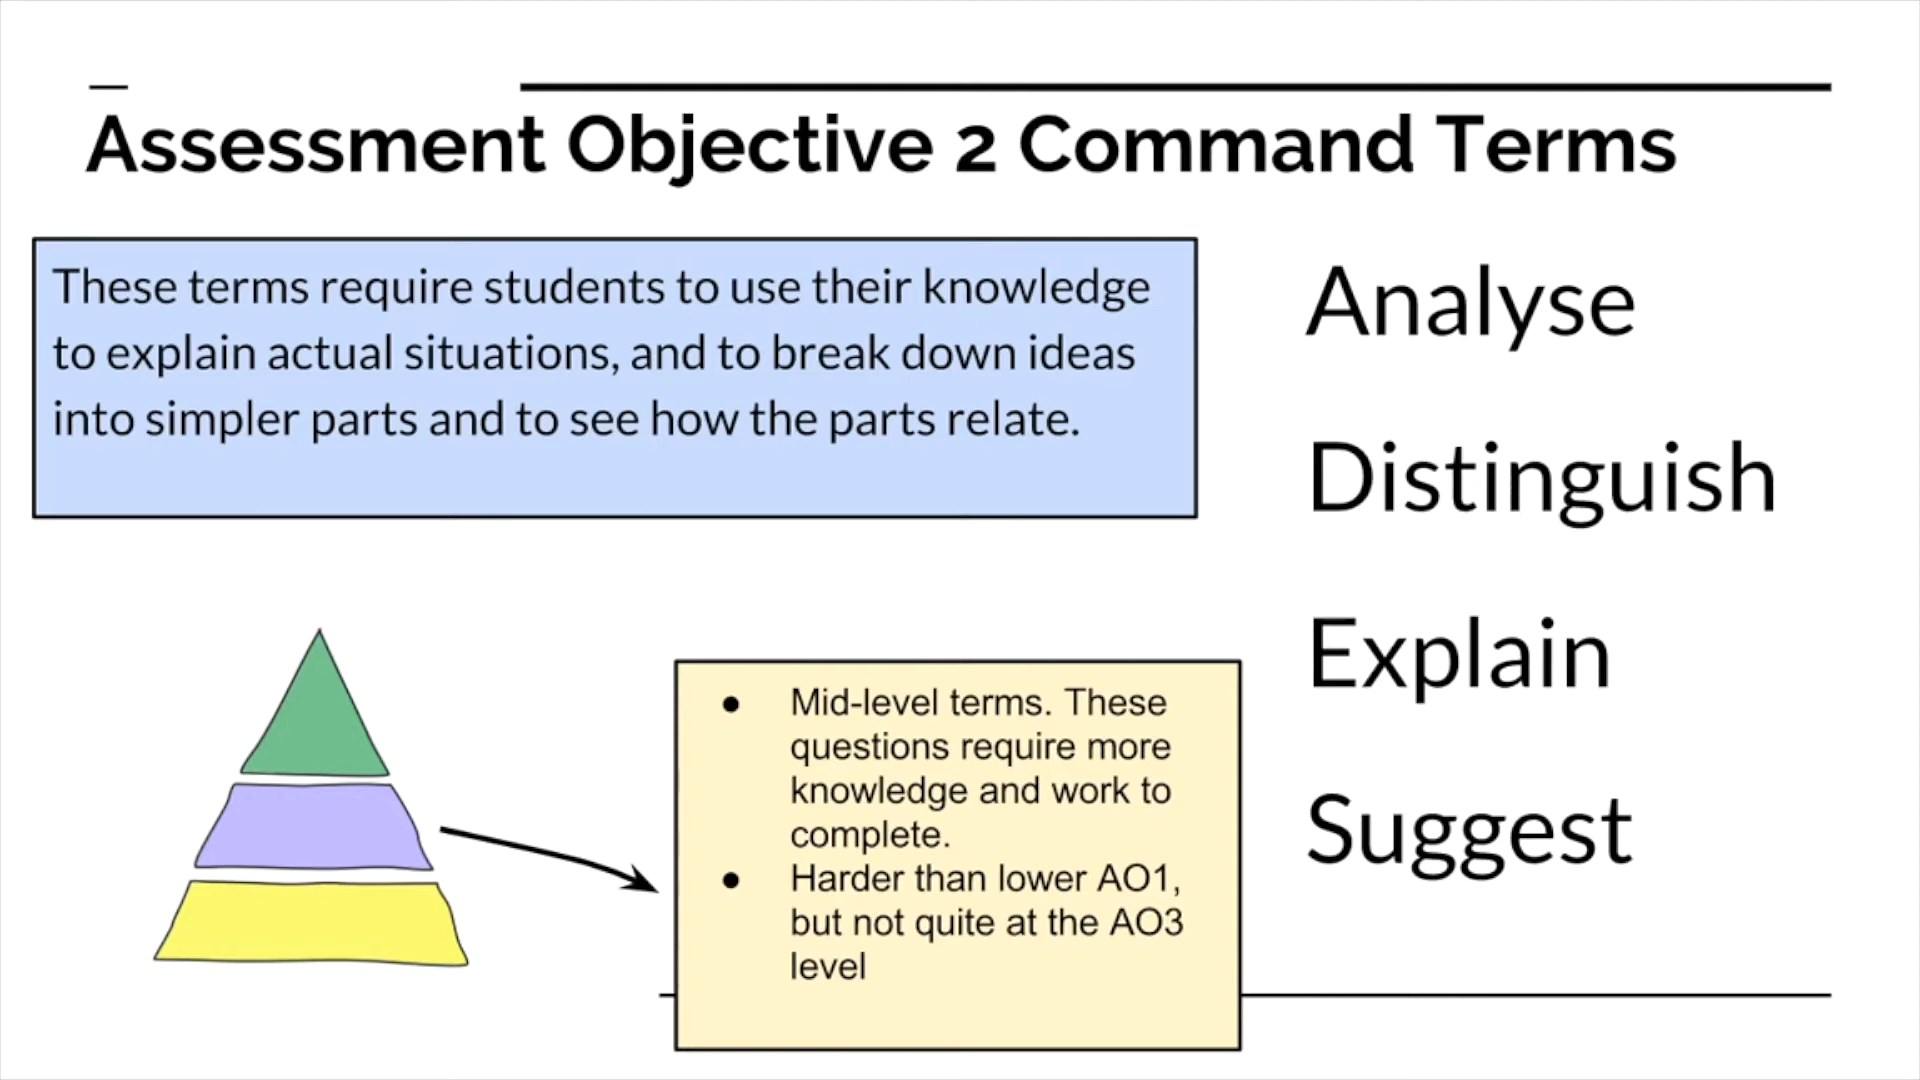 Assessment Objective 2 Command Terms
These terms require students to use their knowledge
to explain actual situations, and to break down ideas
into simpler parts and to see how the parts relate.
Analyse
Distinguish
Explain
Suggest
● Mid-level terms. These
questions require more
knowledge and work to
complete.
● Harder than lower AO1,
but not quite at the AO3
level